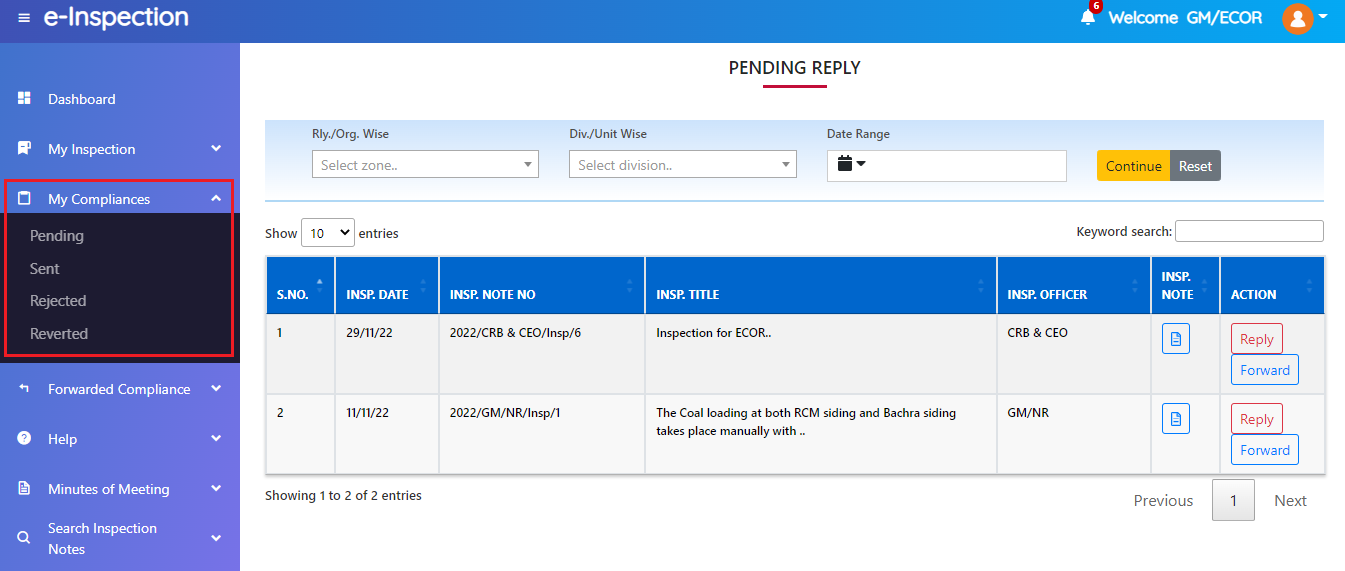 e-Inspection
6
Welcome GM/ECOR
Dashboard
My Inspection
My Compliances
Pending
Sent
Rejected
Reverted
Forwarded Compliance
Help
Minutes of Meeting
Search Inspection
Notes
PENDING REPLY
Rly./Org. Wise
Div./Unit Wise
Date Range
Select zone..
Select division..
Continue
Reset
Show 10 entries
Keyword search:
S.NO.
INSP. DATE
INSP. NOTE NO
INSP. TITLE
INSP. OFFICER
INSP.
NOTE
ACTION
1
29/11/22
2022/CRB & CEO/Insp/6
Inspection for ECOR..
CRB & CEO
Reply
Forward
2
11/11/22
2022/GM/NR/Insp/1
The Coal loading at both RCM siding and Bachra siding
takes place manually with ..
GM/NR
Reply
Forward
Showing 1 to 2 of 2 entries
Previous
1
Next